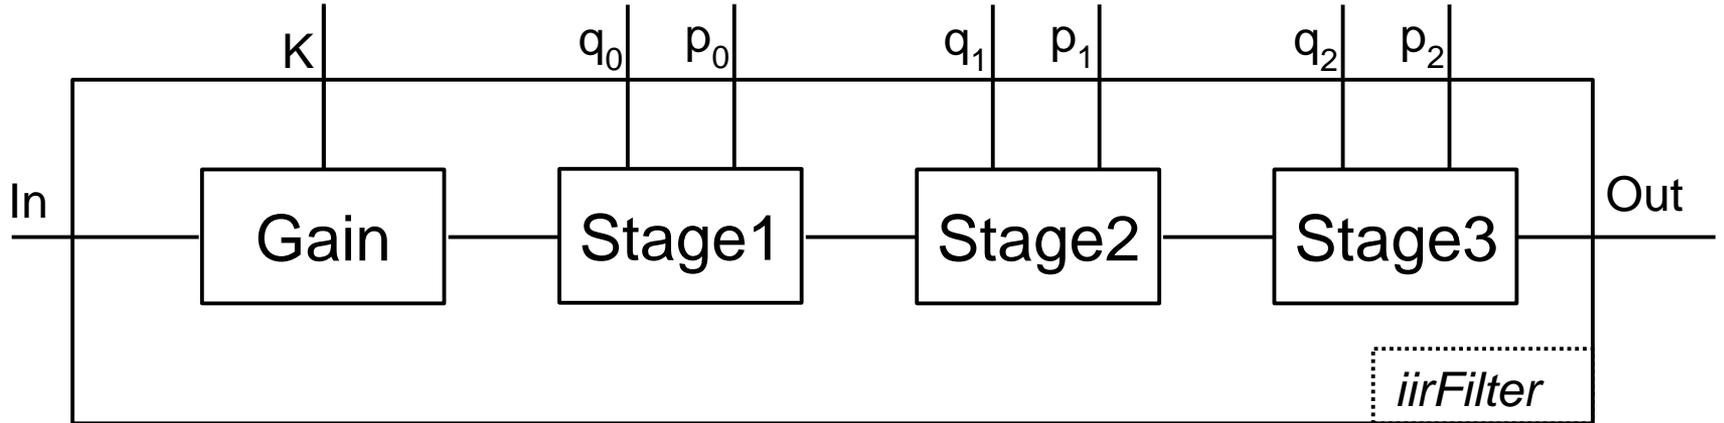 K
q0
p0
q1
p1
q2
p2
In
Gain
Stage1
Stage2
Stage3
Out
iirFilter